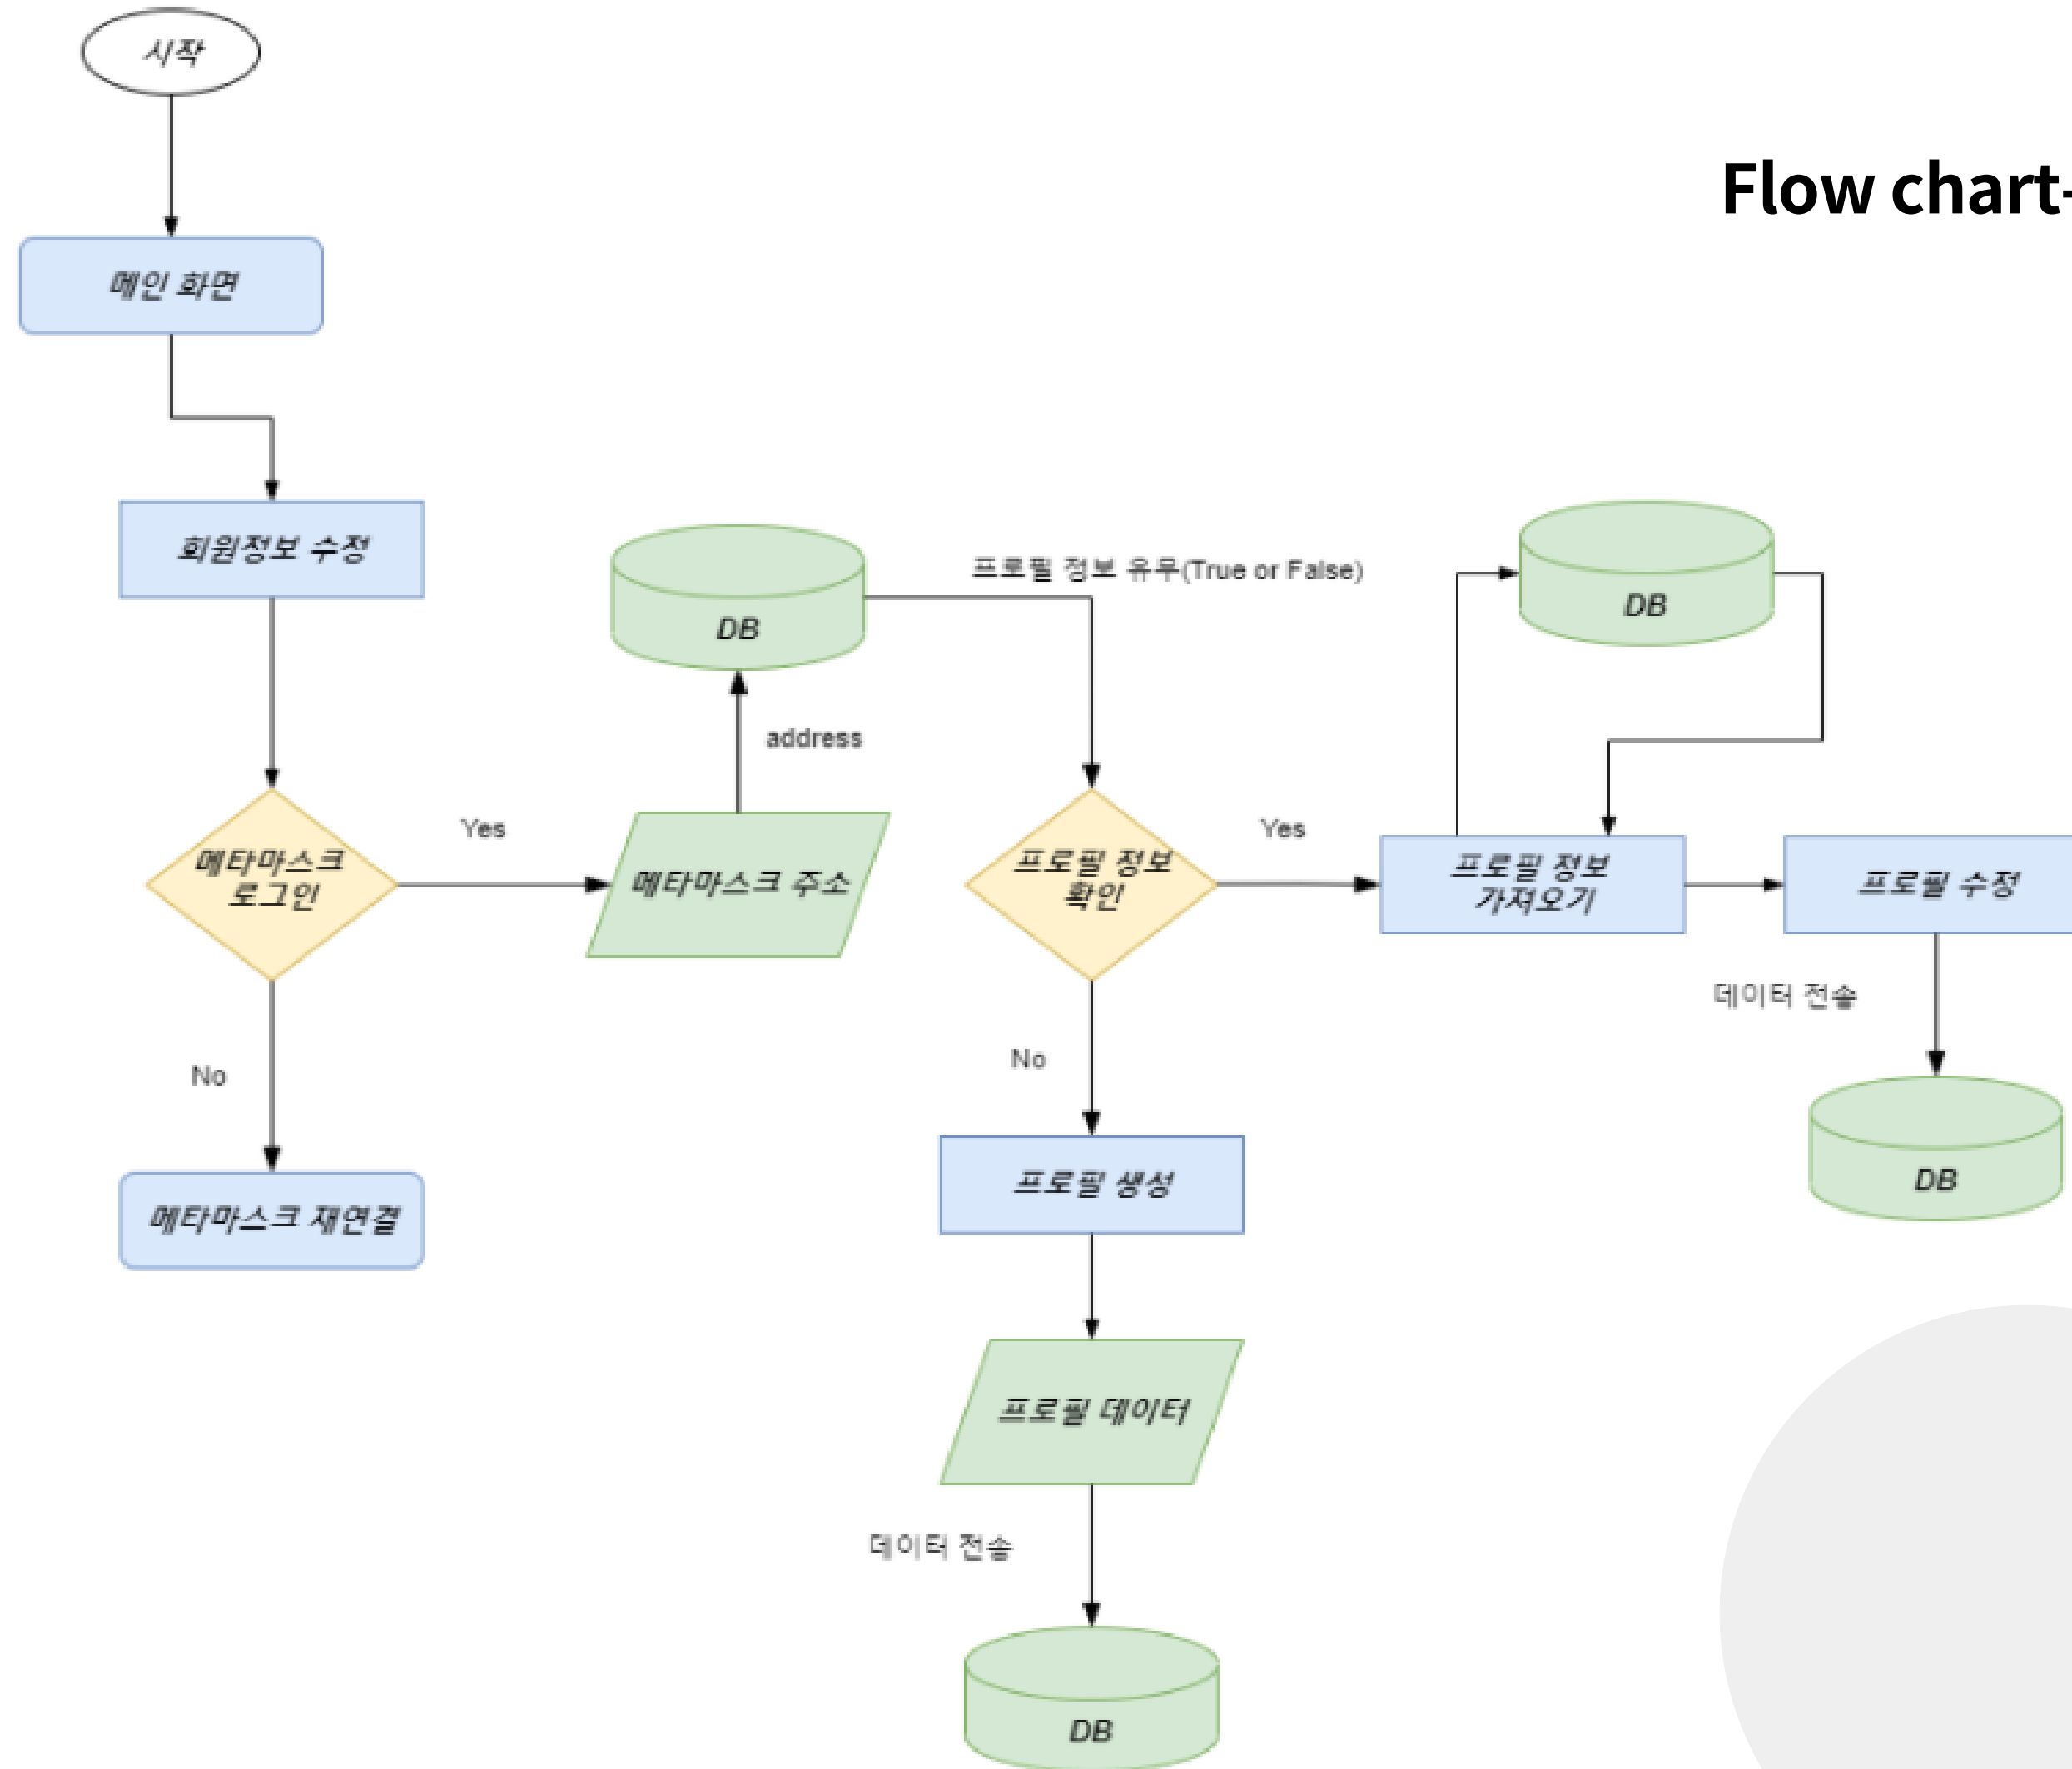 시작
Flow chart-
메인 화면
회원정보 수정
프로필 정보 유무(True or False)
DB
DB
address
Yes
Yes
메타마스크
로그인
메타마스크 주소
프로필 정보
확인
프로필 정보
가져오기
프로필 수정
데이터 전송
No
No
DB
프로필 생성
메타마스크 재연결
프로필 데이터
데이터 전송
DB